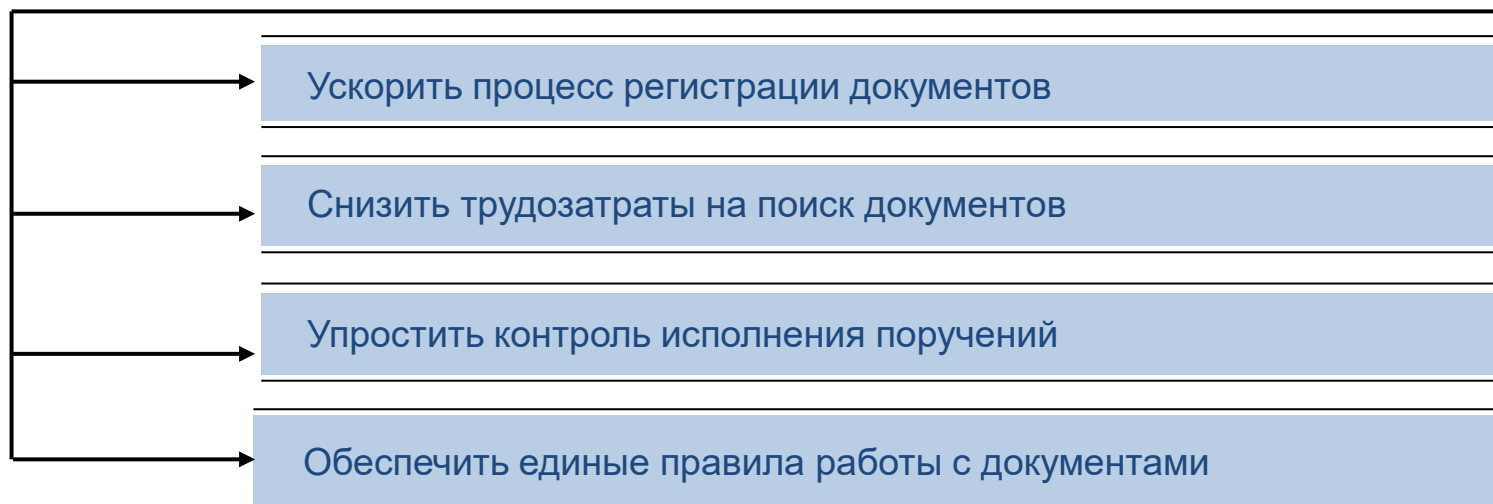 Ускорить процесс регистрации документов
Снизить трудозатраты на поиск документов
Упростить контроль исполнения поручений
Обеспечить единые правила работы с документами